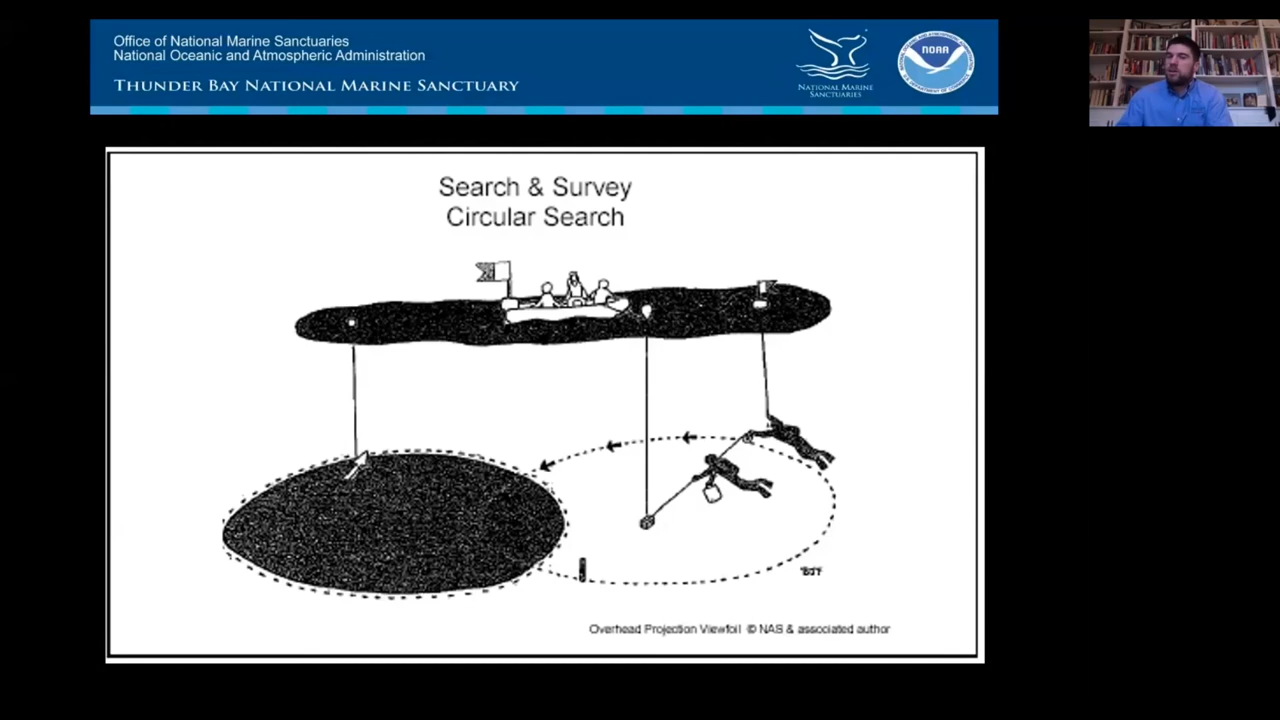 Office of National Marine Sanctuaries
National Oceanic and Atmospheric Administration
THUNDER BAY NATIONAL MARINE SANCTUARY
NATIONAL MARINE
SANCTUARIES
NOAA
Search & Survey
Circular Search
Overhead Projection Viewfoil © NAS & associated author